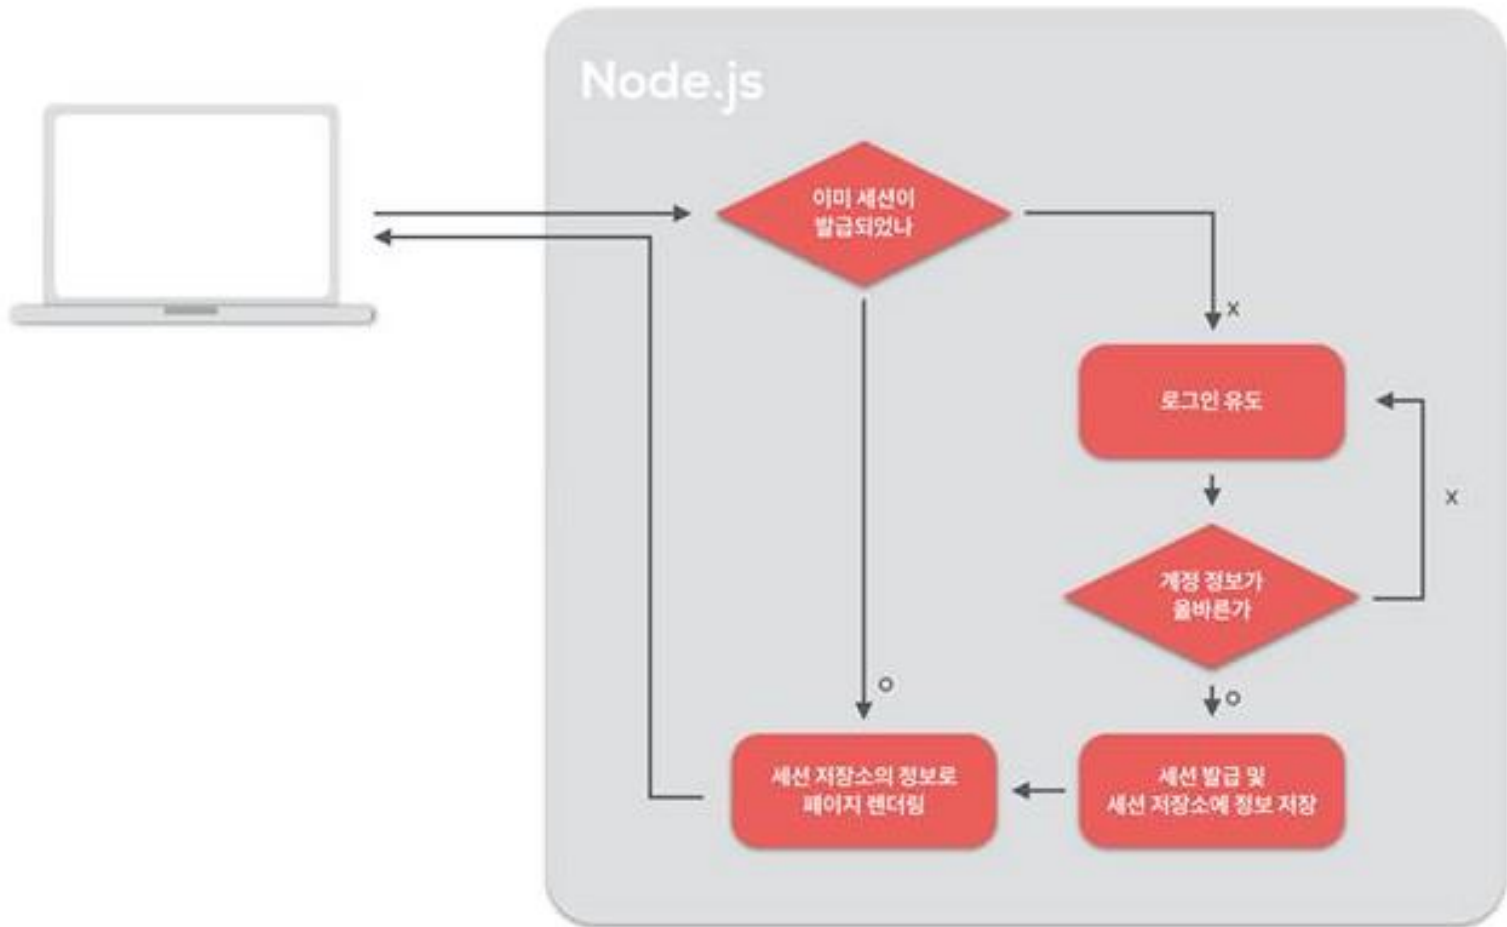 Node.js
이미 세션이
발급되었나
x
로그인 유도
x
계정 정보가
올바른가
o
o
세션 저장소의 정보로
페이지 렌더링
세션 발급 및
세션 저장소에 정보 저장